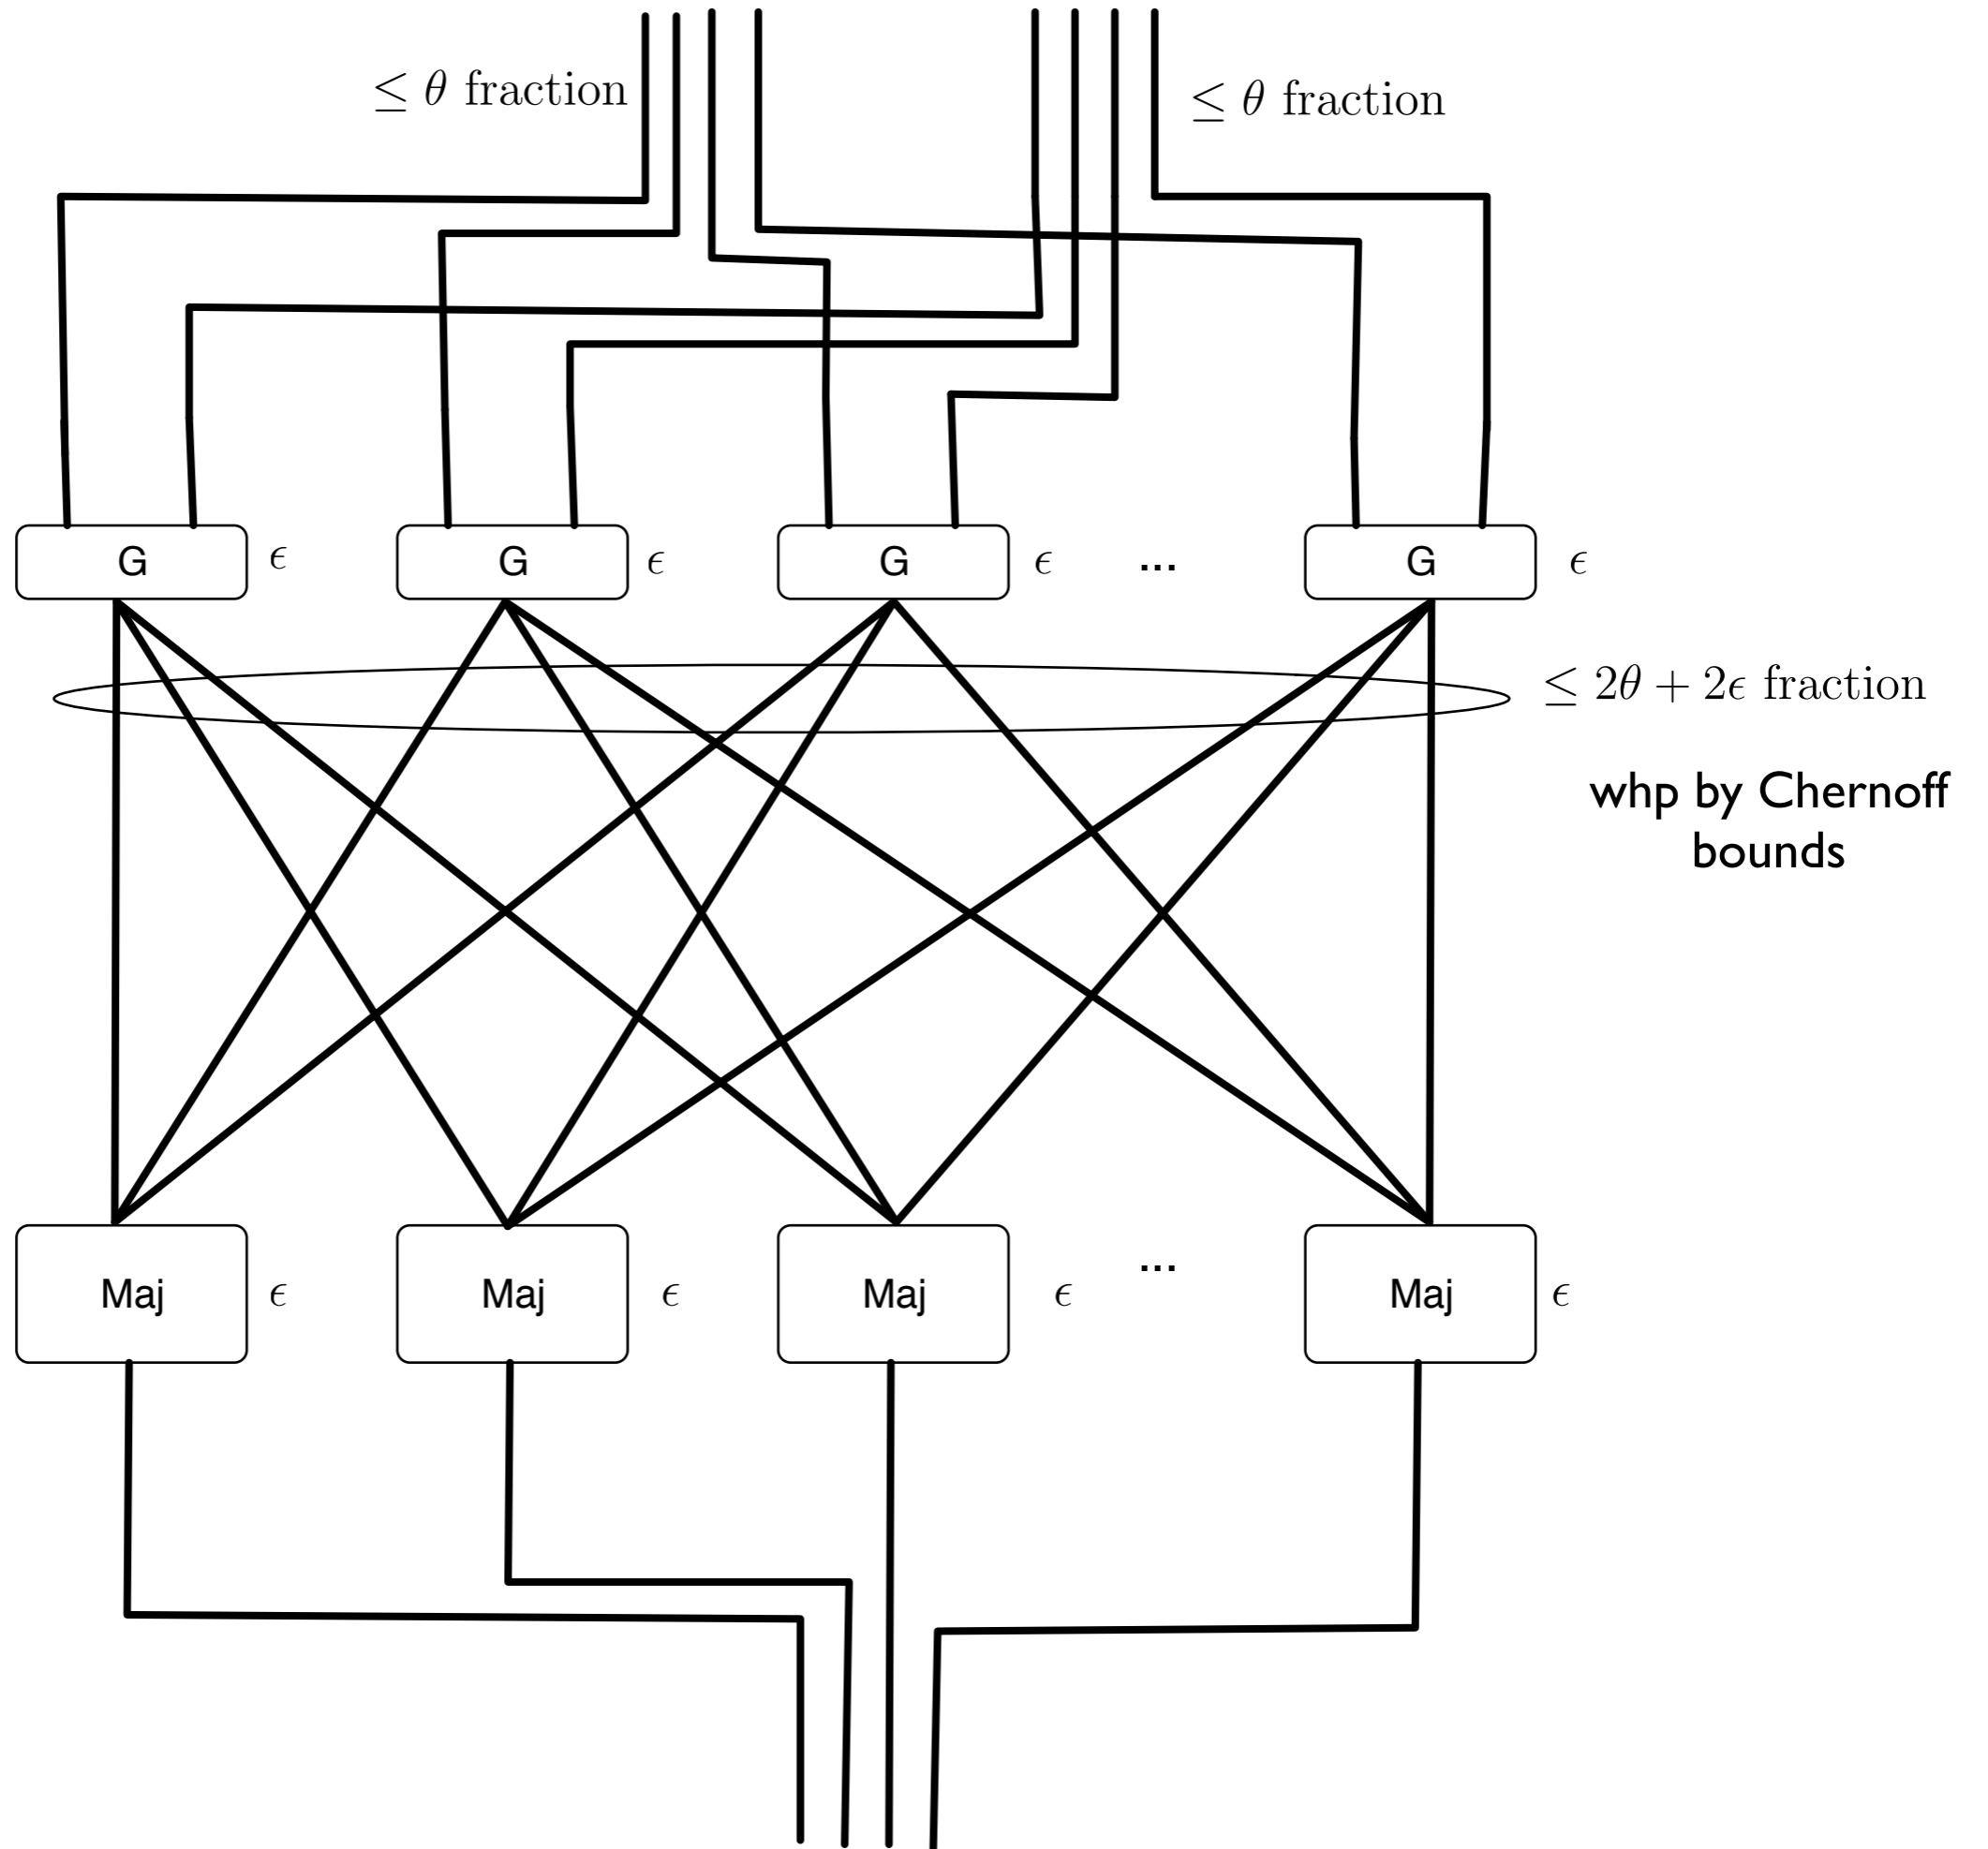 ≤ θ fraction
≤ θ fraction
G ϵ G ϵ G ϵ ... G ϵ
≤ 2θ + 2ϵ fraction
whp by Chernoff
bounds
Maj ϵ Maj ϵ Maj ϵ ... Maj ϵ